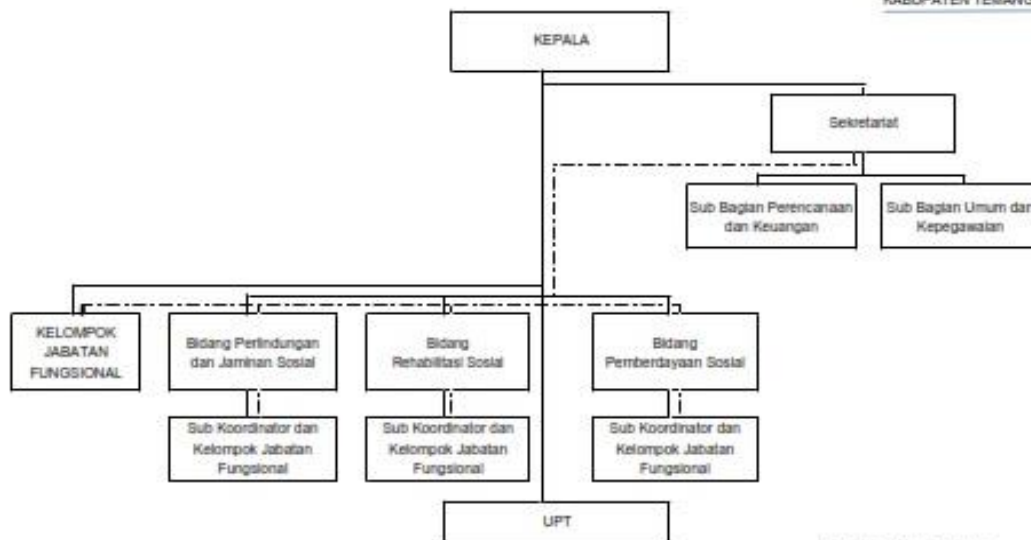 KABUPATEN
KEPALA
Sekretariat
Sub Bagian Perencanaan
dan Keuangan
Sub Bagian Umum dan
Kepegawaian
KELOMPOK
JABATAN
FUNGSIONAL
Bidang Perlindungan
dan Jaminan Sosial
Bidang
Rehabilitasi Sosial
Bidang
Pemberdayaan Sosial
Sub Koordinator dan
Kelompok Jabatan
Fungsional
Sub Koordinator dan
Kelompok Jabatan
Fungsional
Sub Koordinator dan
Kelompok Jabatan
Fungsional
UPT